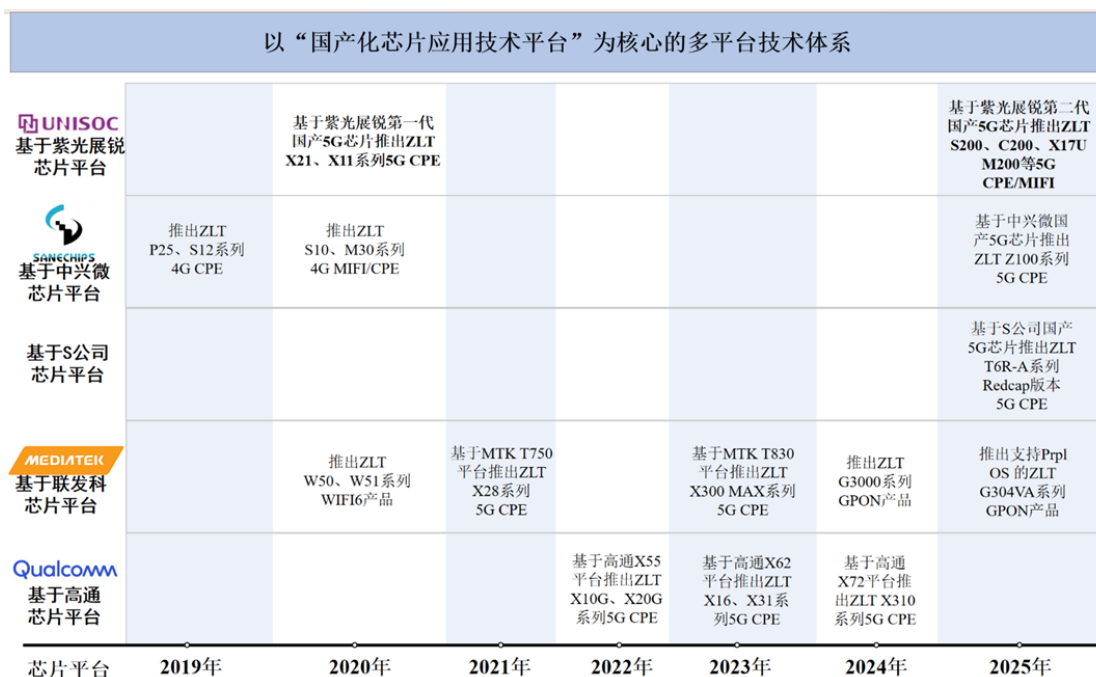 以“国产化芯片应用技术平台”为核心的多平台技术体系
UNISOC
基于紫光展锐
芯片平台
基于紫光展锐第一代
国产5G芯片推出ZLT
X21、X11系列5G CPE
基于紫光展锐第二代
国产5G芯片推出ZLT
S200、C200、X17U
M200等5G
CPE/MIFI
SANECHIPS
基于中兴微
芯片平台
推出ZLT
P25、S12系列
4G CPE
推出ZLT
S10、M30系列
4G MIFI/CPE
基于中兴微国
产5G芯片推出
ZLT Z100系列
5G CPE
基于S公司
芯片平台
基于S公司国产
5G芯片推出ZLT
T6R-A系列
Redcap版本
5G CPE
MEDIATEK
基于联发科
芯片平台
推出ZLT
W50、W51系列
WIFI6产品
基于MTK T750
平台推出ZLT
X28系列
5G CPE
基于MTK T830
平台推出ZLT
X300 MAX系列
5G CPE
推出ZLT
G3000系列
GPON产品
推出支持Prpl
OS 的ZLT
G304VA系列
GPON产品
Qualcomm
基于高通
芯片平台
基于高通X55
平台推出ZLT
X10G、X20G
系列5G CPE
基于高通X62
平台推出ZLT
X16、X31系
列5G CPE
基于高通
X72平台推
出ZLT X310
系列5G CPE
芯片平台
2019年
2020年
2021年
2022年
2023年
2024年
2025年